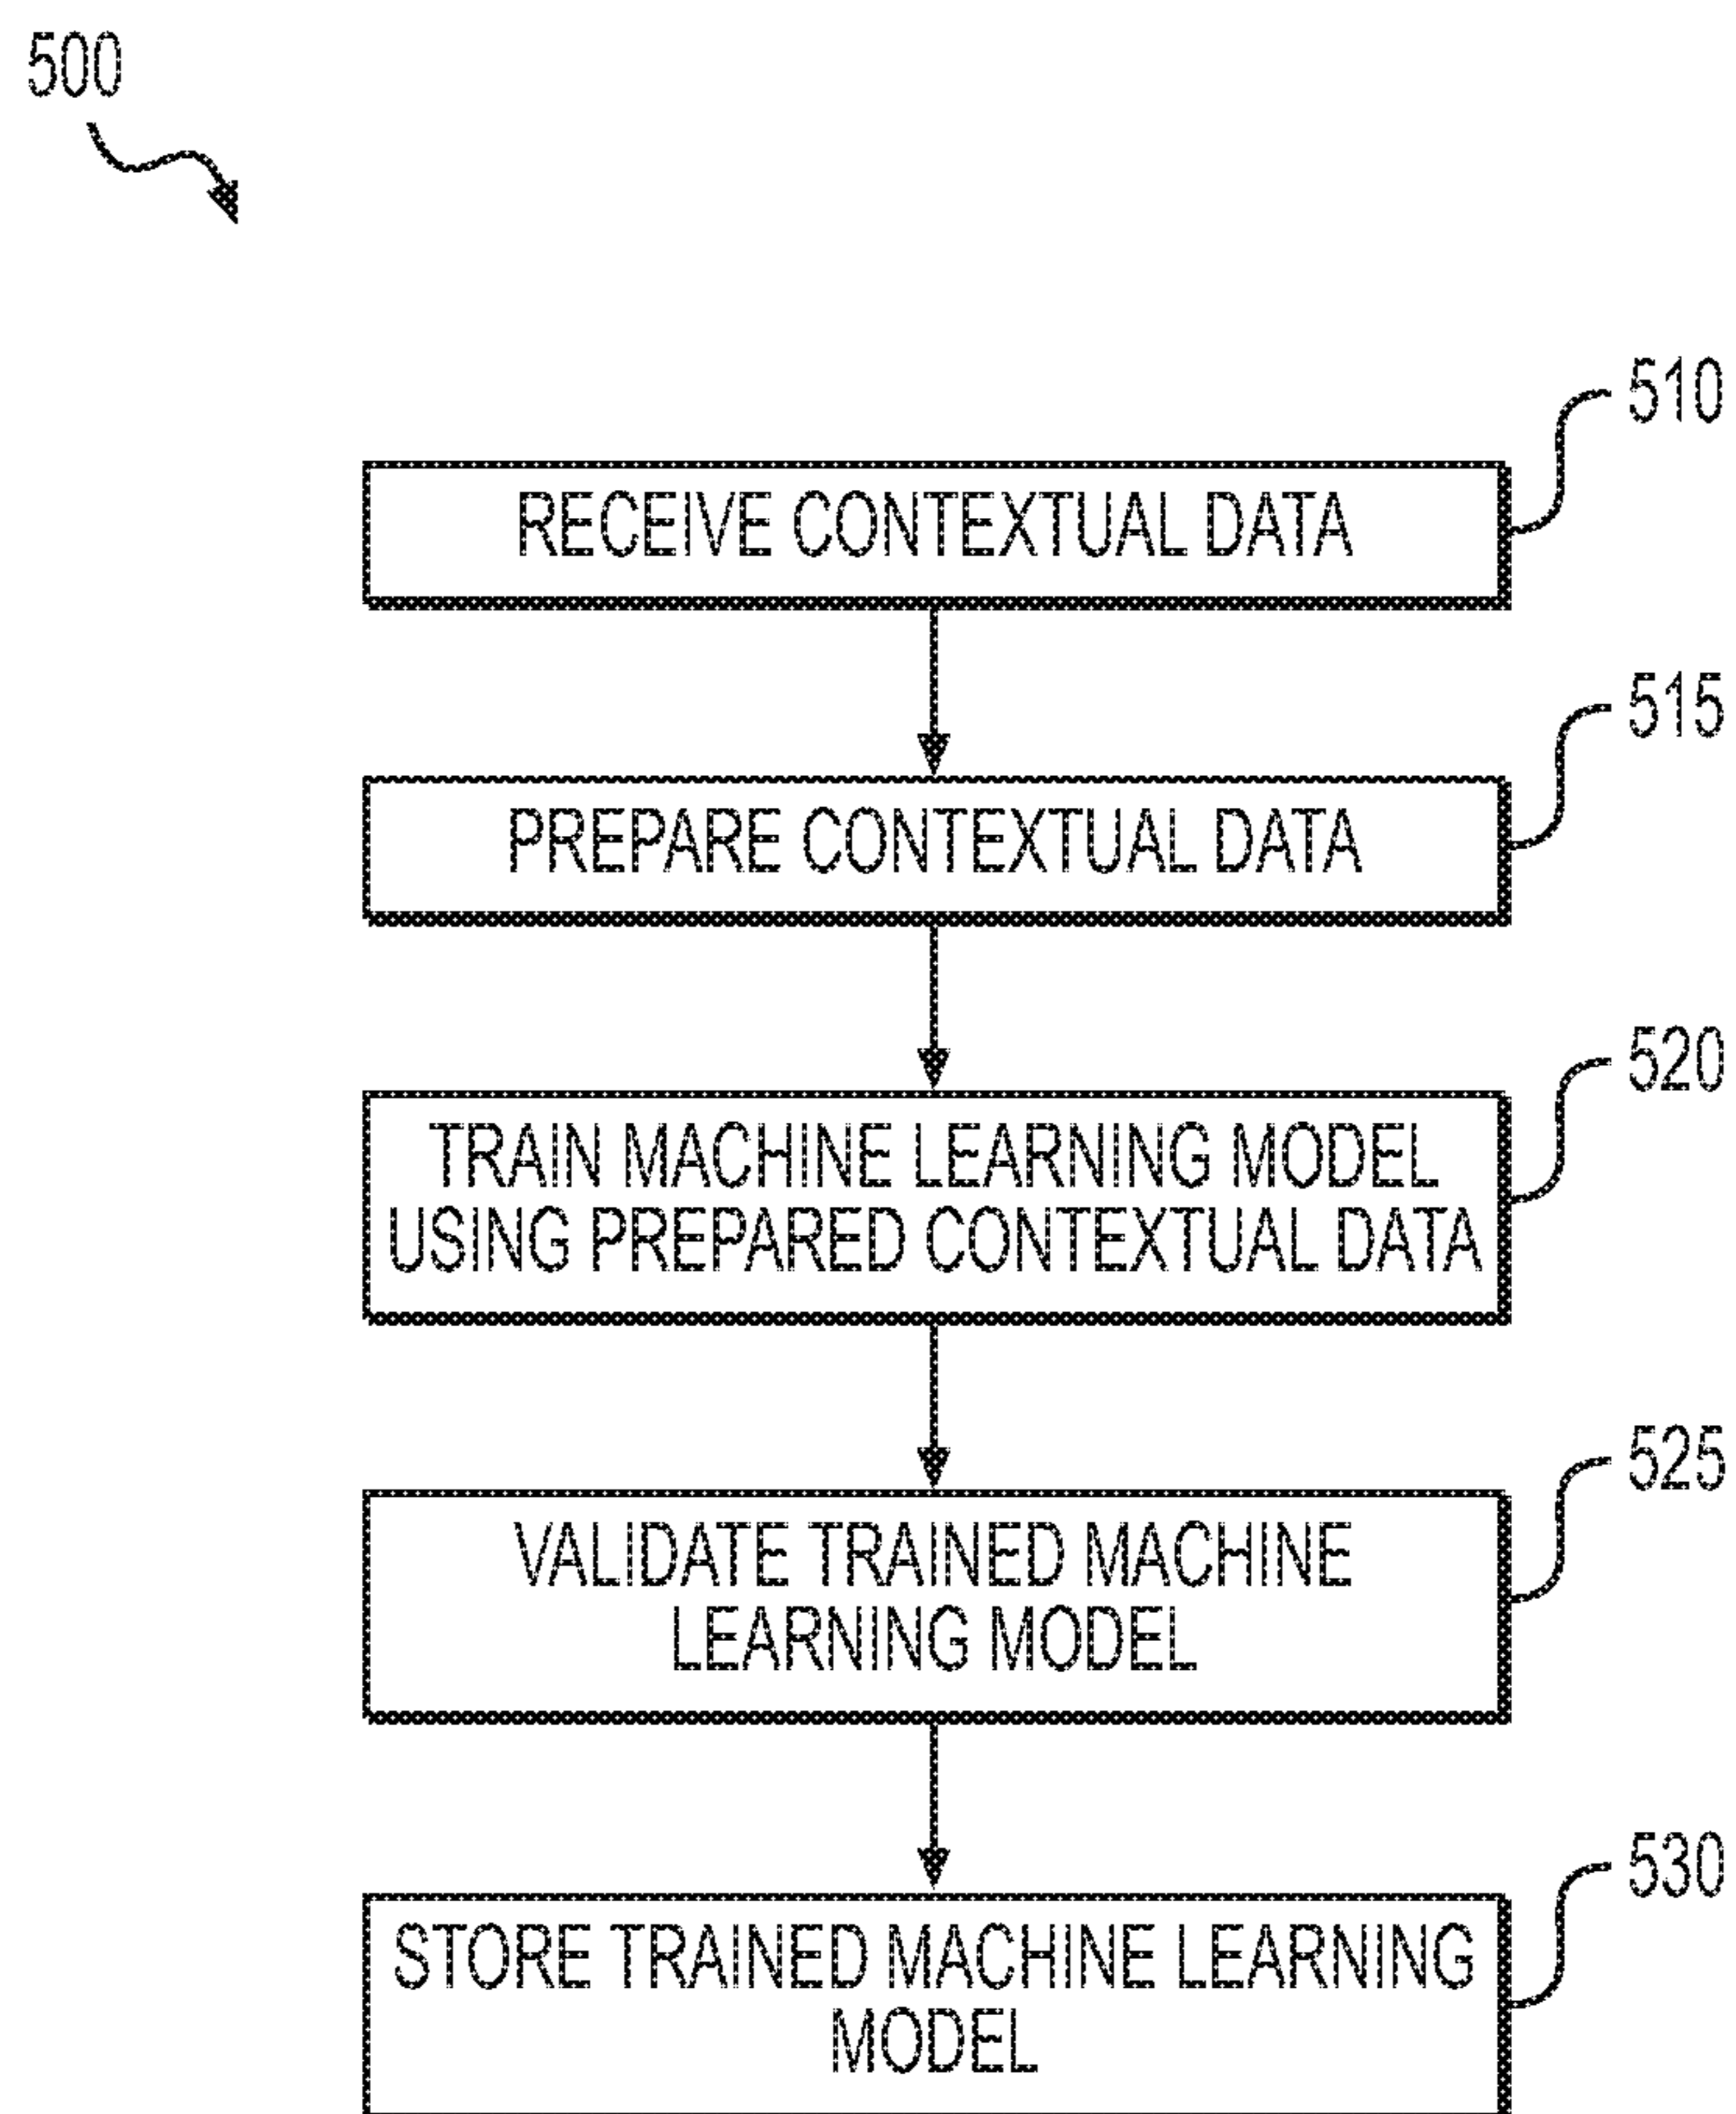 500
510
RECEIVE CONTEXTUAL DATA
515
PREPARE CONTEXTUAL DATA
520
TRAIN MACHINE LEARNING MODEL
USING PREPARED CONTEXTUAL DATA
525
VALIDATE TRAINED MACHINE
LEARNING MODEL
530
STORE TRAINED MACHINE LEARNING
MODEL